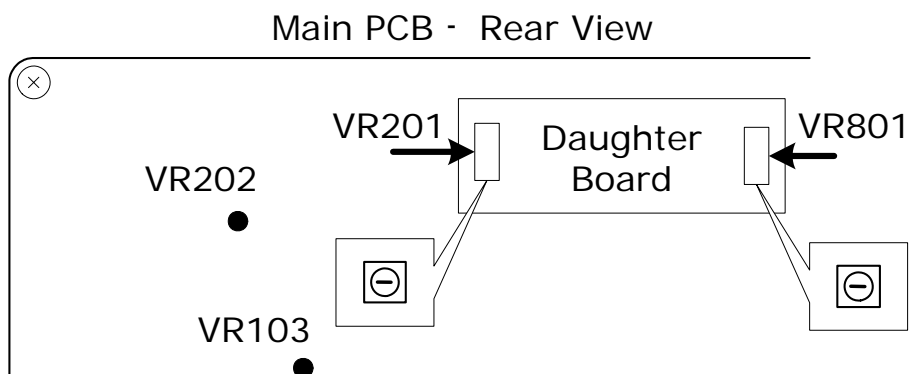 Main PCB - Rear View
VR201
Daughter
Board
VR801
VR202
VR103